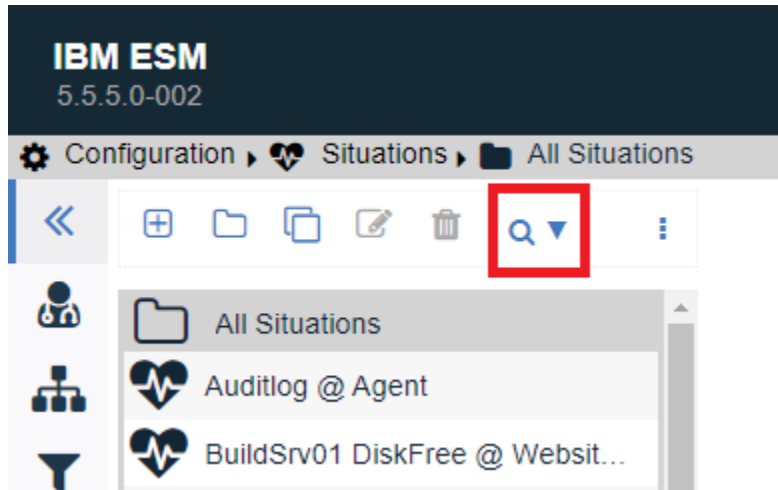 IBM ESM
5.5.5.0-002
Configuration Situations All Situations
All Situations
Auditlog @ Agent
BuildSrv01 DiskFree @ Websit...